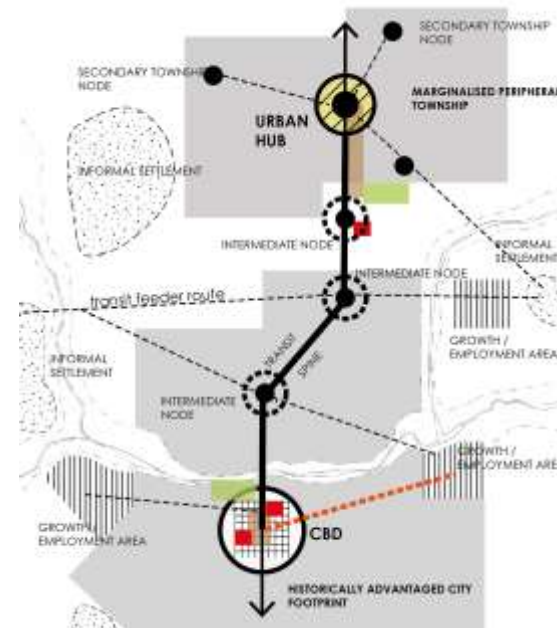 SECONDARY TOWNSHIP
NODE
SECONDARY TOWNSHIP
NODE
MARGINALISED PERIPHERAL
TOWNSHIP
URBAN
HUB
INFORMAL SETTLEMENT
INTERMEDIATE NODE
INFORMAL
SETTLEMENT
INTERMEDIATE NODE
transit feeder route
GROWTH /
EMPLOYMENT AREA
TRANSIT
SPINE
INFORMAL
SETTLEMENT
INTERMEDIATE
NODE
GROWTH /
EMPLOYMENT AREA
GROWTH /
EMPLOYMENT AREA
CBD
HISTORICALLY ADVANTAGED CITY
FOOTPRINT